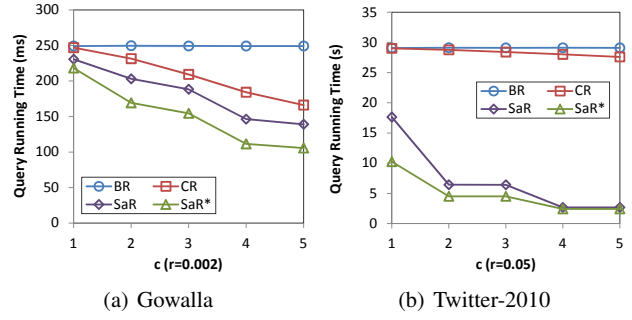 Query Running Time (ms)
300
250
200
150
100
50
0
BR CR
SaR SaR*
1 2 3 4 5
c (r=0.002)
(a) Gowalla
Query Running Time (s)
35
30
25
20
15
10
5
0
BR CR
SaR SaR*
1 2 3 4 5
c (r=0.05)
(b) Twitter-2010